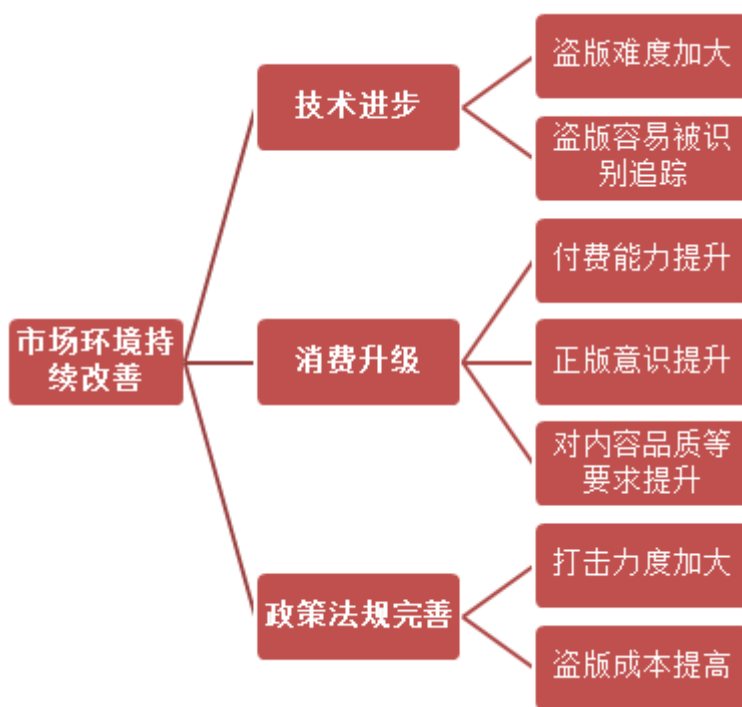 市场环境持
续改善
技术进步
盗版难度加大
盗版容易被识
别追踪
消费升级
付费能力提升
正版意识提升
对内容品质等
要求提升
政策法规完善
打击力度加大
盗版成本提高